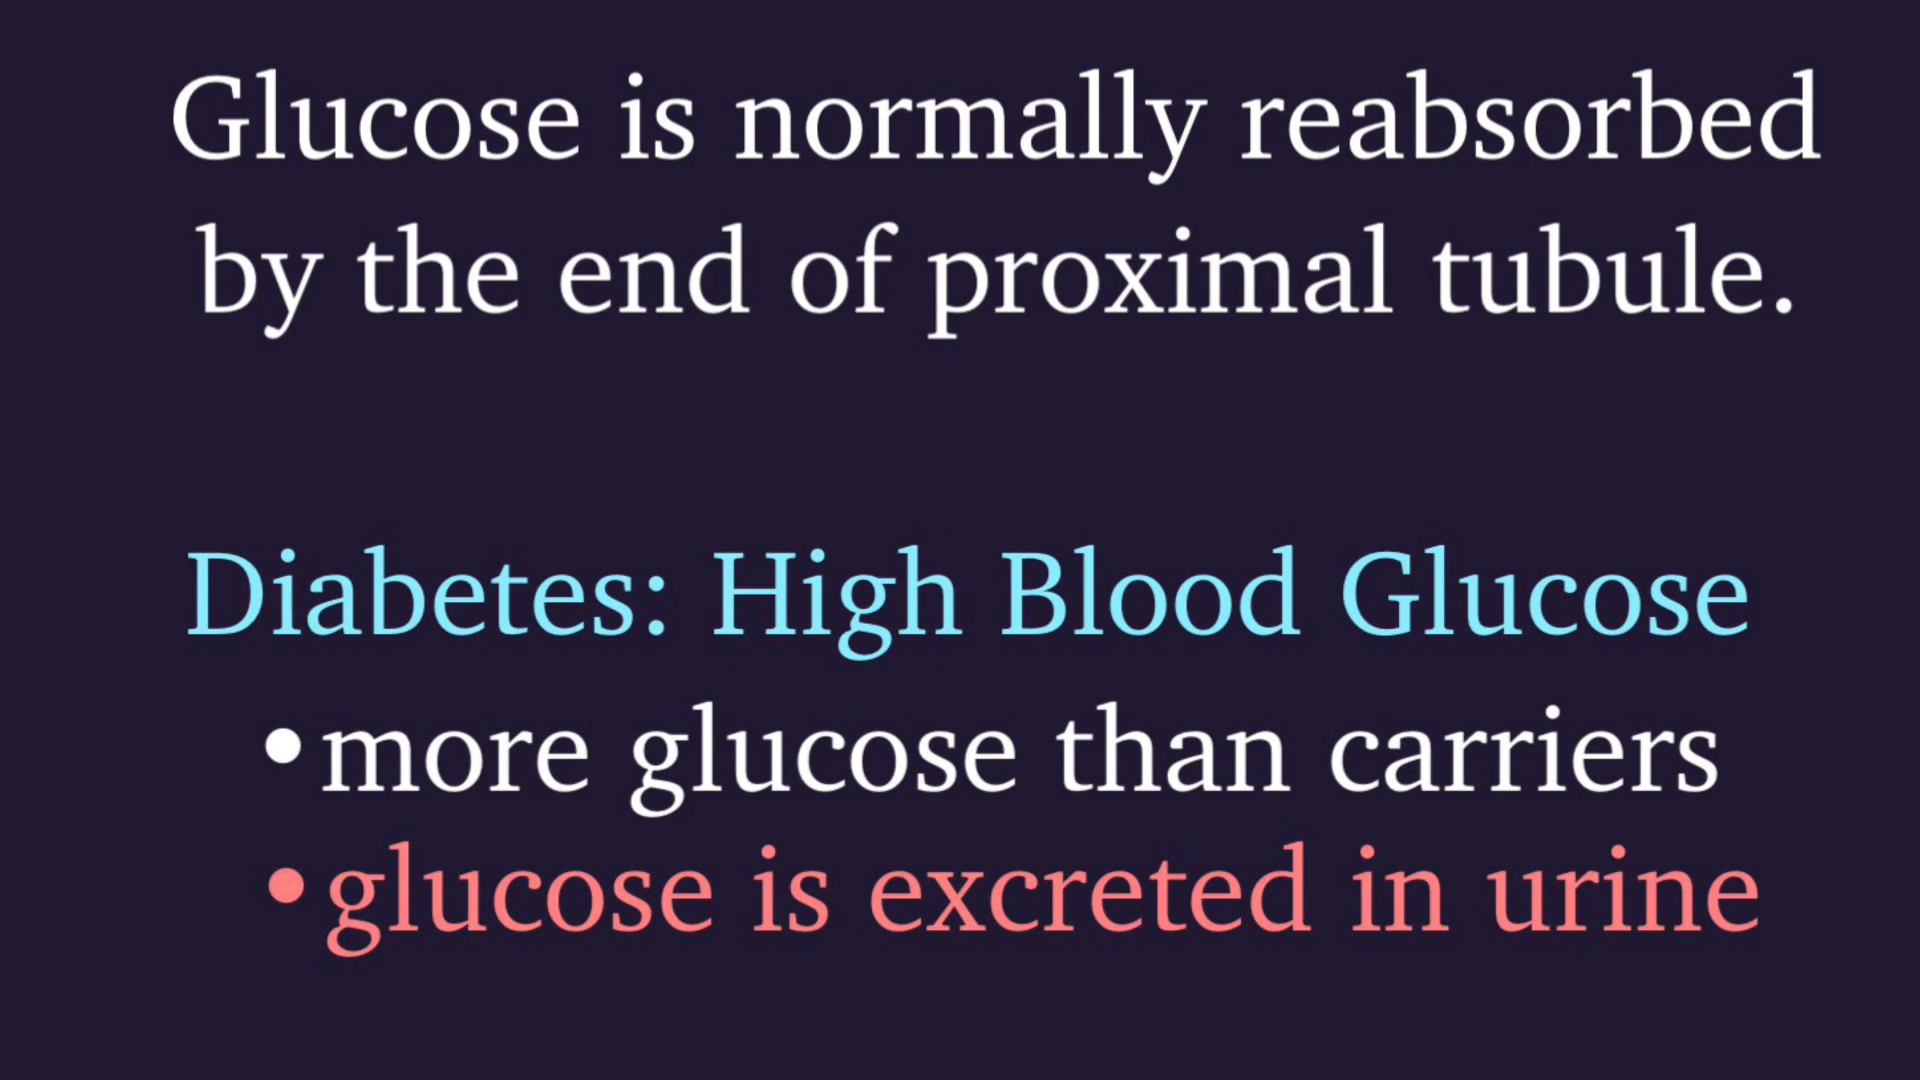 Glucose is normally reabsorbed
by the end of proximal tubule.
Diabetes: High Blood Glucose
•more glucose than carriers
•glucose is excreted in urine